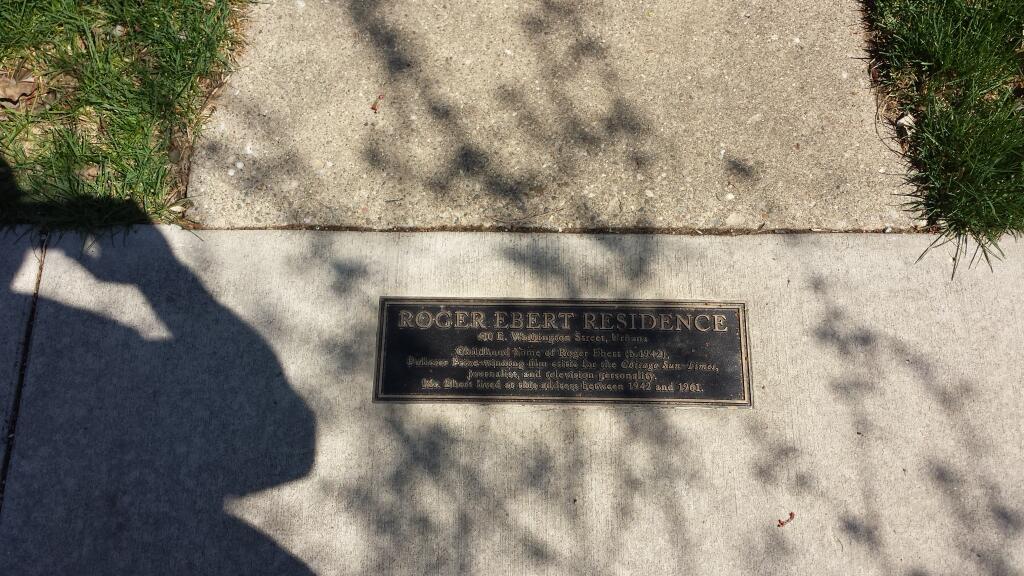 ROGER EBERT RESIDENCE
E. Washington Street, Urbana
Childhood home of Roger Ebert (b.1942),
Pulitzer Prize-winning film critic for the Chicago Sun-Times,
journalist, and television personality.
Mr. Ebert lived at this address between 1942 and 1961.